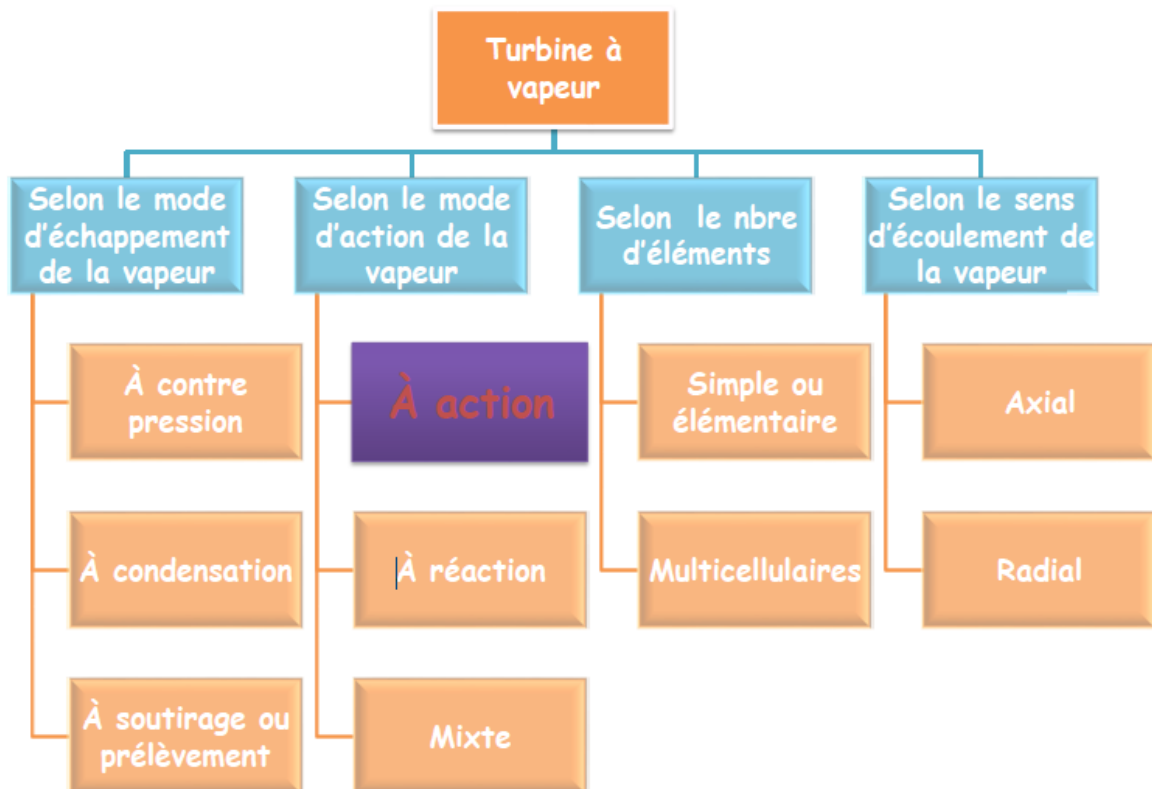 Turbine à
vapeur
Selon le mode
d'échappement
de la vapeur
Selon le mode
d'action de la
vapeur
Selon le nbre
d'éléments
Selon le sens
d'écoulement de
la vapeur
À contre
pression
À condensation
À soutirage ou
prélèvement
À action
À réaction
Mixte
Simple ou
élémentaire
Multicellulaires
Axial
Radial